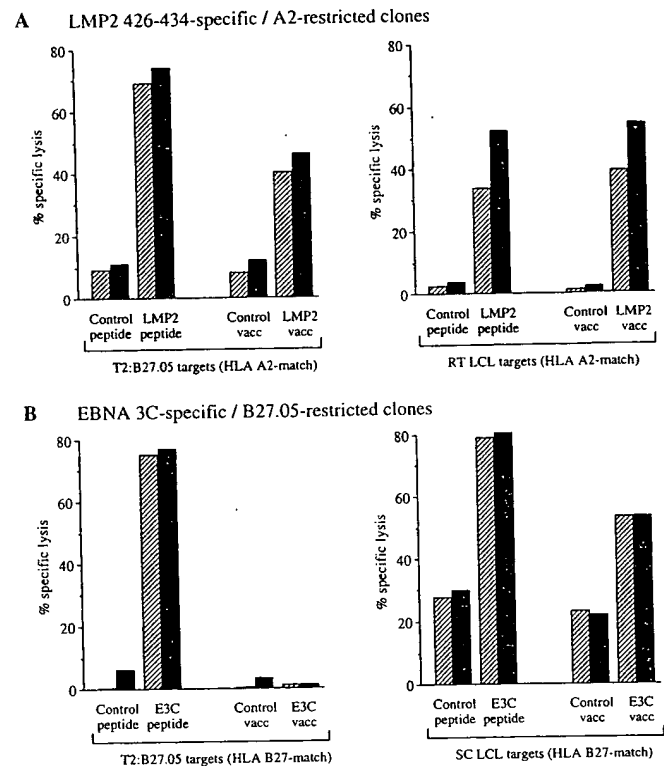 A LMP2 426-434-specific / A2-restricted clones
80
60
40
20
0
% specific lysis
Control peptide
LMP2 peptide
Control vacc
LMP2 vacc
T2:B27.05 targets (HLA A2-match)
80
60
40
20
0
% specific lysis
Control peptide
LMP2 peptide
Control vacc
LMP2 vacc
RT LCL targets (HLA A2-match)
B EBNA 3C-specific / B27.05-restricted clones
80
60
40
20
0
% specific lysis
Control peptide
E3C peptide
Control vacc
E3C vacc
T2:B27.05 targets (HLA B27-match)
80
60
40
20
0
% specific lysis
Control peptide
E3C peptide
Control vacc
E3C vacc
SC LCL targets (HLA B27-match)